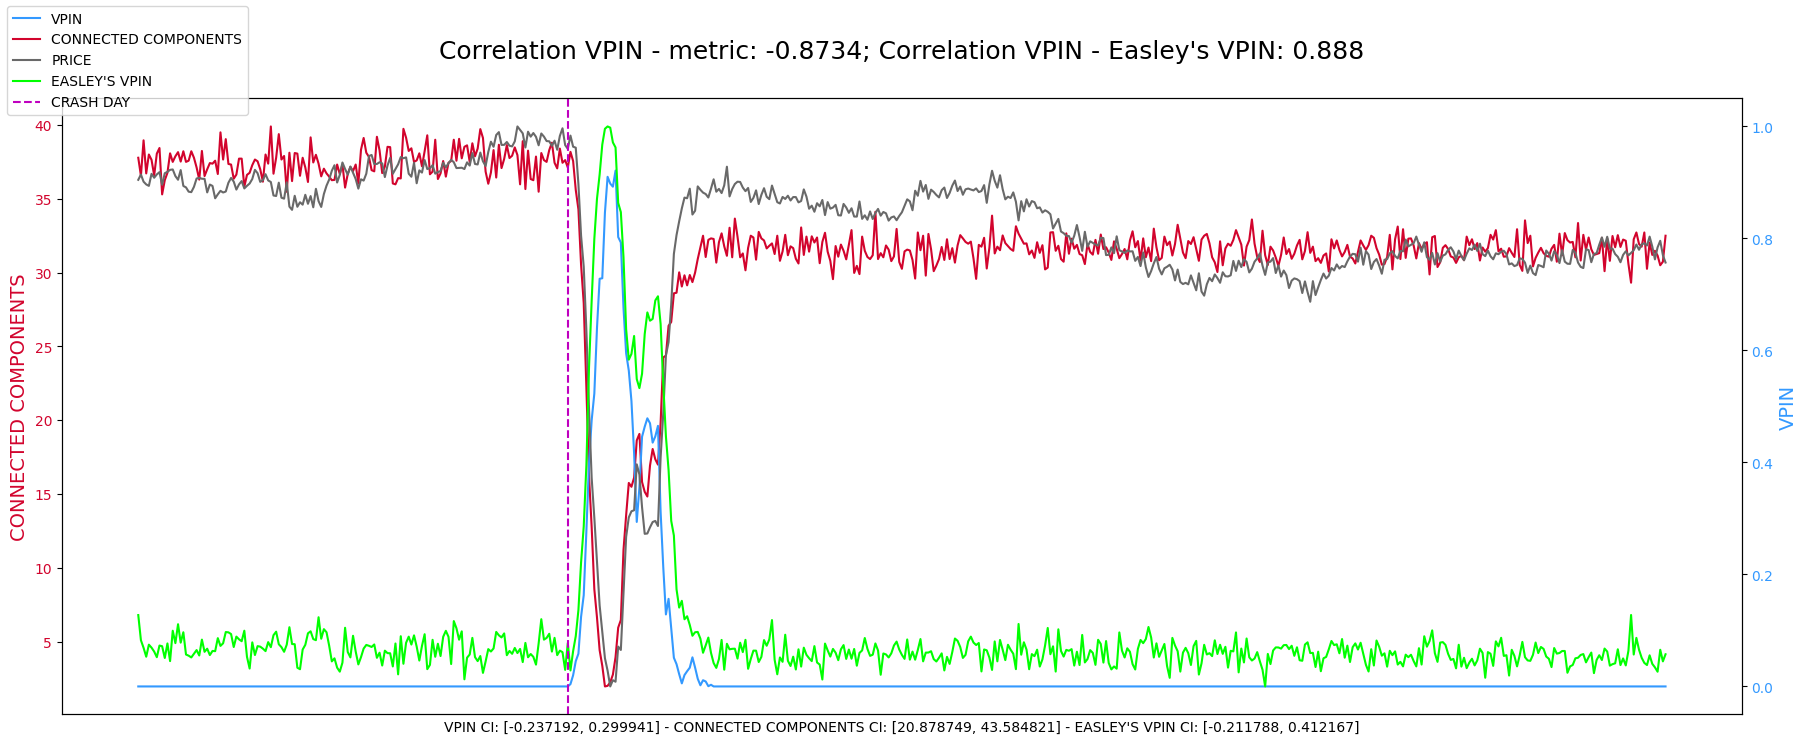 VPIN
CONNECTED COMPONENTS
PRICE
EASLEY'S VPIN
CRASH DAY
Correlation VPIN - metric: -0.8734; Correlation VPIN - Easley's VPIN: 0.888
CONNECTED COMPONENTS
40
35
30
25
20
15
10
5
1.0
0.8
0.6
0.4
0.2
0.0
VPIN
VPIN CI: [-0.237192, 0.299941] - CONNECTED COMPONENTS CI: [20.878749, 43.584821] - EASLEY'S VPIN CI: [-0.211788, 0.412167]